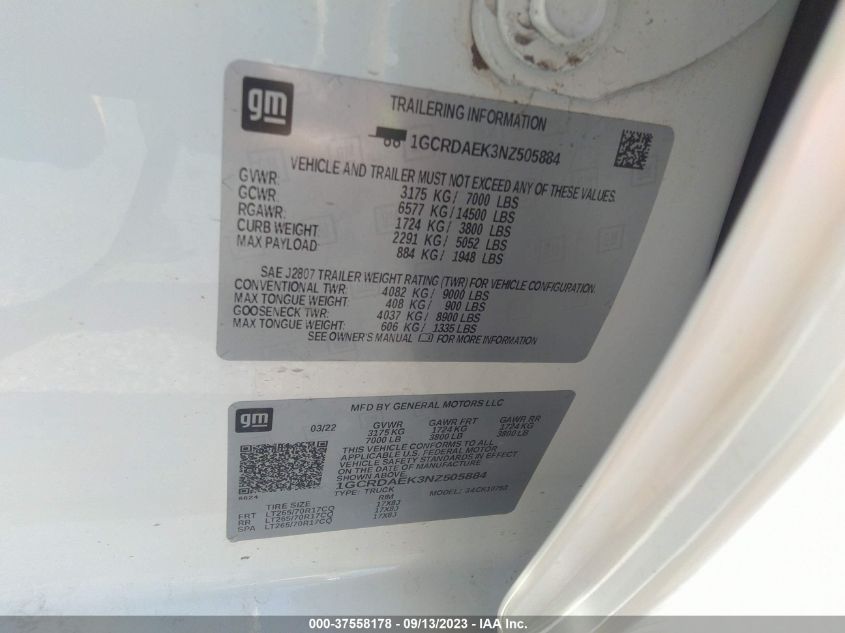 gm
TRAILERING INFORMATION
1GCRDAEK3NZ505884
VEHICLE AND TRAILER MUST NOT EXCEED ANY OF THESE VALUES.
GVWR: 3175 KG/ 7000 LBS
GCWR: 6577 KG/14500 LBS
RGAWR: 1724 KG/ 3800 LBS
CURB WEIGHT: 2291 KG/ 5052 LBS
MAX PAYLOAD: 884 KG/ 1948 LBS
SAE J2807 TRAILER WEIGHT RATING (TWR) FOR VEHICLE CONFIGURATION.
CONVENTIONAL TWR: 4082 KG/ 9000 LBS
MAX TONGUE WEIGHT: 408 KG/ 900 LBS
GOOSENECK TWR: 4037 KG/ 8900 LBS
MAX TONGUE WEIGHT: 606 KG/ 1335 LBS
SEE OWNER'S MANUAL FOR MORE INFORMATION
gm
MFD BY GENERAL MOTORS LLC
03/22 GVWR GAWR FRT GAWR RR
3175 KG 1724 KG 1724 KG
7000 LB 3800 LB 3800 LB
THIS VEHICLE CONFORMS TO ALL
APPLICABLE U.S. FEDERAL MOTOR
VEHICLE SAFETY STANDARDS IN EFFECT
ON THE DATE OF MANUFACTURE
SHOWN ABOVE.
1GCRDAEK3NZ505884
TYPE: TRUCK MODEL:
TIRE SIZE RIM
FRT LT265/70R17CQ 17X8J
RR LT265/70R17CQ 17X8J
SPA LT265/70R17CQ 17X8J
000-37558178 - 09/13/2023 - IAA Inc.